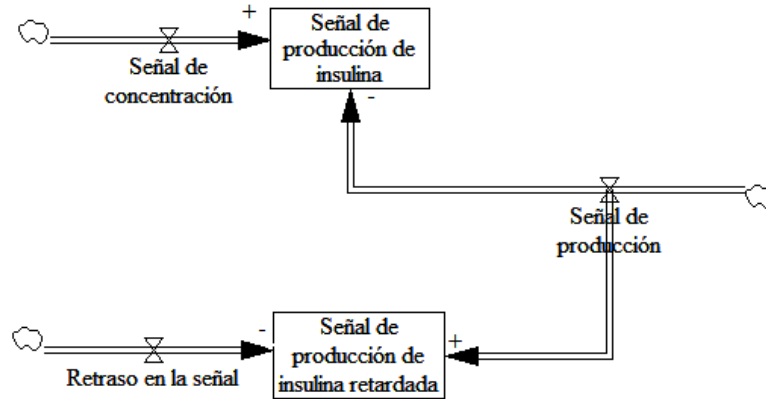 +
Señal de
producción de
insulina
Señal de
concentración
-
Señal de
producción
-
Señal de
producción de
insulina retardada
+
Retraso en la señal